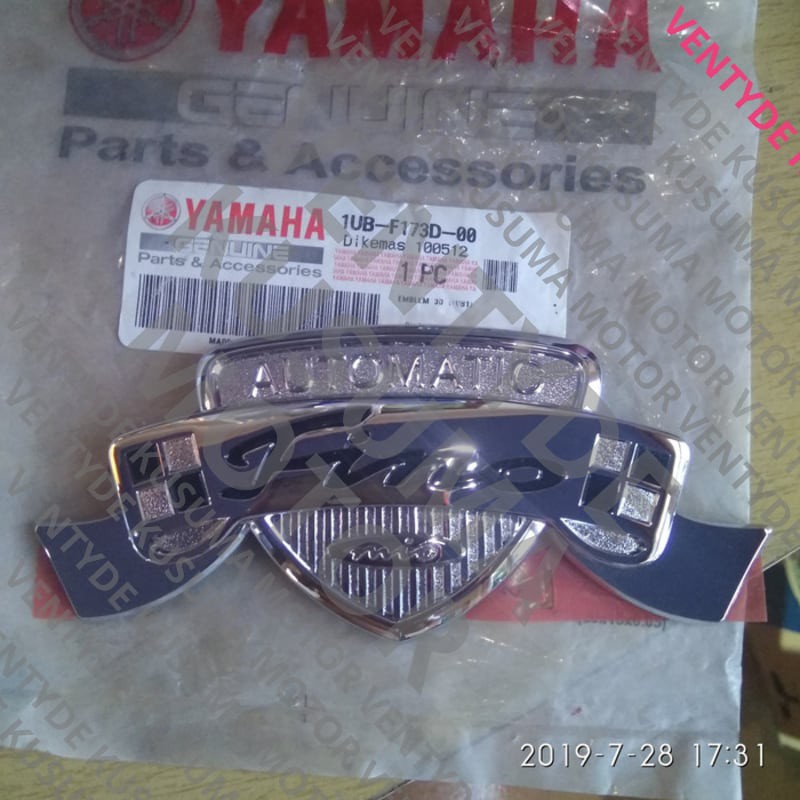 YAMAHA
GENUINE
Parts & Accessories
YAMAHA
GENUINE
Parts & Accessories
1UB-F173D-00
Dikemas 100512
1 PC
AUTOMATIC
Fino
mio
2019-7-28 17:31
VENTYDE KUSUMA MOTOR